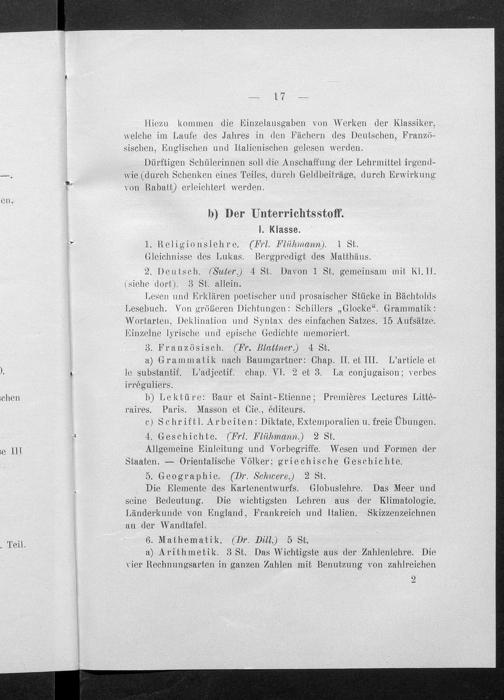 — 17 —
Hiezu kommen die Einzelausgaben von Werken der Klassiker,
welche im Laufe des Jahres in den Fächern des Deutschen, Franzö-
sischen, Englischen und Italienischen gelesen werden.
Dürftigen Schülerinnen soll die Anschaffung der Lehrmittel irgend-
wie (durch Schenken eines Teiles, durch Geldbeiträge, durch Erwirkung
von Rabatt) erleichtert werden.
b) Der Unterrichtsstoff.
I. Klasse.
1. Religionslehre. (Frl. Flühmann). 1 St.
Gleichnisse des Lukas. Bergpredigt des Matthäus.
2. Deutsch. (Suter.) 4 St. Davon 1 St. gemeinsam mit Kl. II.
(siehe dort). 3 St. allein.
Lesen und Erklären poetischer und prosaischer Stücke in Bächtolds
Lesebuch. Von größeren Dichtungen: Schillers „Glocke“. Grammatik:
Wortarten, Deklination und Syntax des einfachen Satzes. 15 Aufsätze.
Einzelne lyrische und epische Gedichte memoriert.
3. Französisch. (Fr. Blattner.) 4 St.
a) Grammatik nach Baumgartner: Chap. II. et III. L'article et
le substantif. L'adjectif. chap. VI. 2 et 3. La conjugaison; verbes
irréguliers.
b) Lektüre: Baur et Saint-Etienne; Premières Lectures Litté-
raires. Paris. Masson et Cie., éditeurs.
c) Schriftl. Arbeiten: Diktate, Extemporalien u. freie Übungen.
4. Geschichte. (Frl. Flühmann.) 2 St.
Allgemeine Einleitung und Vorbegriffe. Wesen und Formen der
Staaten. — Orientalische Völker; griechische Geschichte.
5. Geographie. (Dr. Schwere.) 2 St.
Die Elemente des Kartenentwurfs. Globuslehre. Das Meer und
seine Bedeutung. Die wichtigsten Lehren aus der Klimatologie.
Länderkunde von England, Frankreich und Italien. Skizzenzeichnen
an der Wandtafel.
6. Mathematik. (Dr. Dill.) 5 St.
a) Arithmetik. 3 St. Das Wichtigste aus der Zahlenlehre. Die
vier Rechnungsarten in ganzen Zahlen mit Benutzung von zahlreichen
2
en.
chen
e III
. Teil.